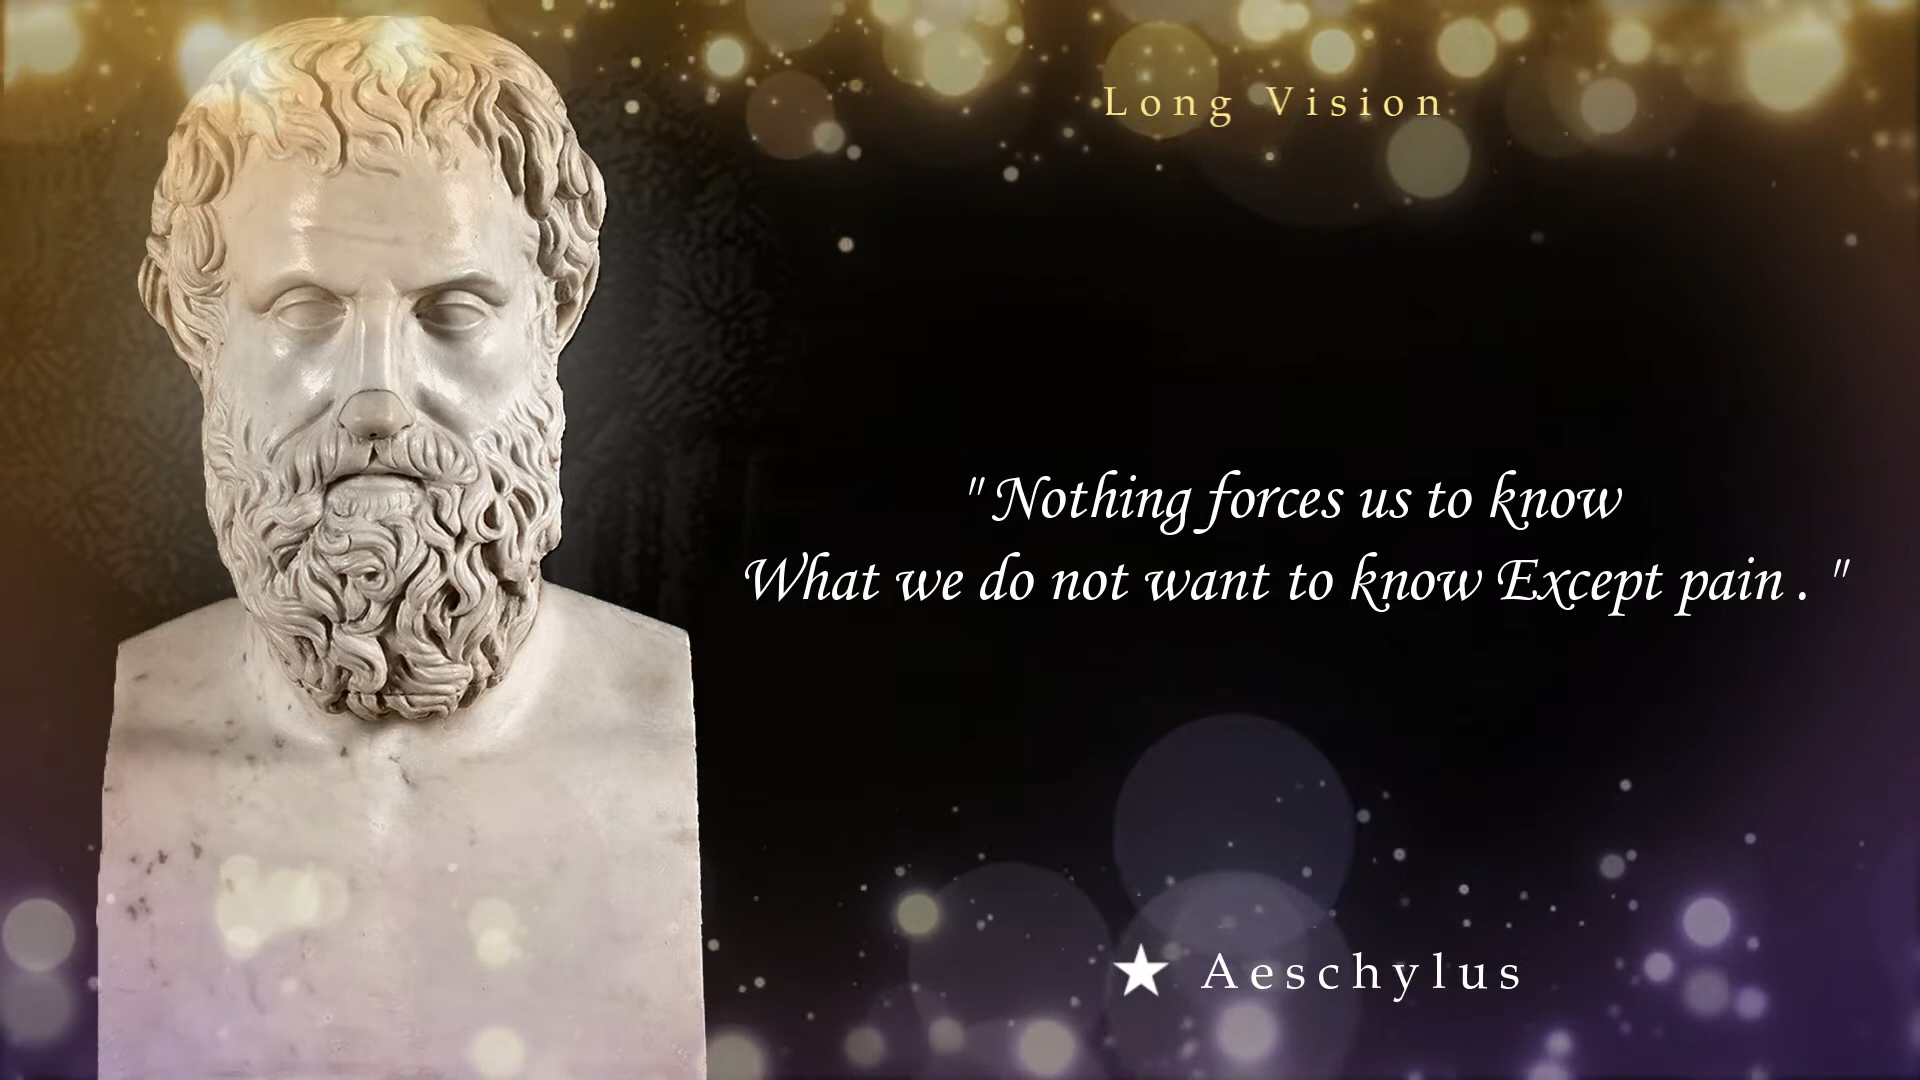 Long Vision
" Nothing forces us to know
What we do not want to know Except pain . "
Aeschylus